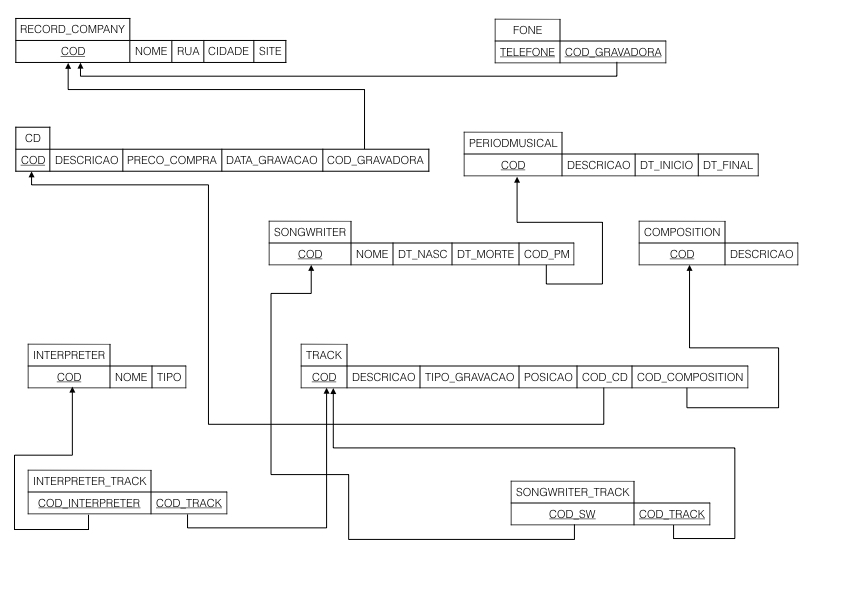 RECORD_COMPANY
COD NOME RUA CIDADE SITE
FONE
TELEFONE COD_GRAVADORA
CD
COD DESCRICAO PRECO_COMPRA DATA_GRAVACAO COD_GRAVADORA
PERIODMUSICAL
COD DESCRICAO DT_INICIO DT_FINAL
SONGWRITER
COD NOME DT_NASC DT_MORTE COD_PM
COMPOSITION
COD DESCRICAO
INTERPRETER
COD NOME TIPO
TRACK
COD DESCRICAO TIPO_GRAVACAO POSICAO COD_CD COD_COMPOSITION
INTERPRETER_TRACK
COD_INTERPRETER COD_TRACK
SONGWRITER_TRACK
COD_SW COD_TRACK